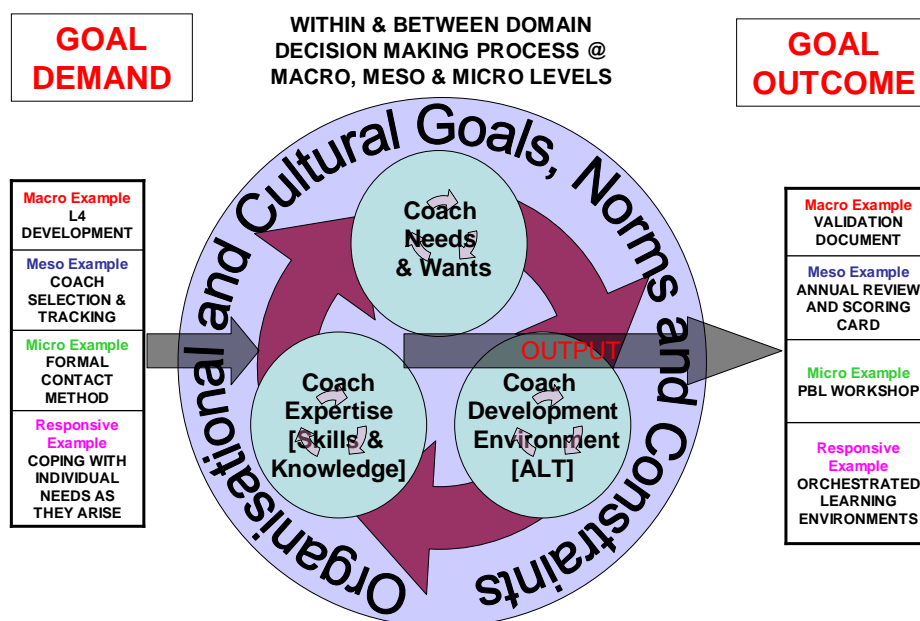 GOAL
DEMAND
WITHIN & BETWEEN DOMAIN
DECISION MAKING PROCESS @
MACRO, MESO & MICRO LEVELS
GOAL
OUTCOME
Organisational and Cultural Goals, Norms and Constraints
Macro Example
L4
DEVELOPMENT
Meso Example
COACH
SELECTION &
TRACKING
Micro Example
FORMAL
CONTACT
METHOD
Responsive
Example
COPING WITH
INDIVIDUAL
NEEDS AS
THEY ARISE
Coach
Needs
& Wants
OUTPUT
Coach
Expertise
[Skills &
Knowledge]
Coach
Development
Environment
[ALT]
Macro Example
VALIDATION
DOCUMENT
Meso Example
ANNUAL REVIEW
AND SCORING
CARD
Micro Example
PBL WORKSHOP
Responsive
Example
ORCHESTRATED
LEARNING
ENVIRONMENTS